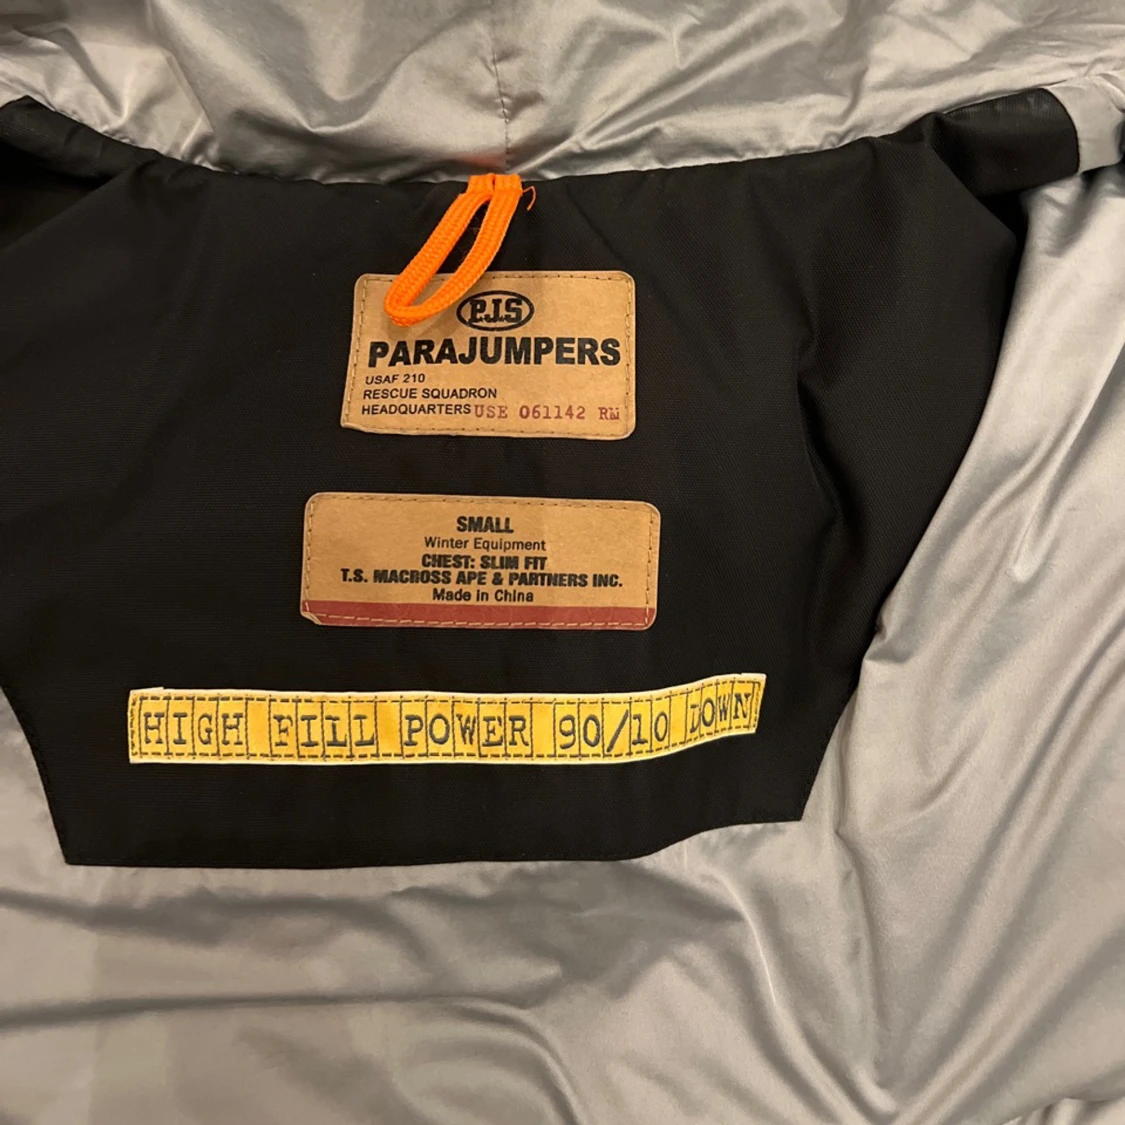 P.J.S
PARAJUMPERS
USAF 210
RESCUE SQUADRON
HEADQUARTERS USE 061142 RM
SMALL
Winter Equipment
CHEST: SLIM FIT
T.S. MACROSS APE & PARTNERS INC.
Made in China
HIGH FILL POWER 90/10 DOWN